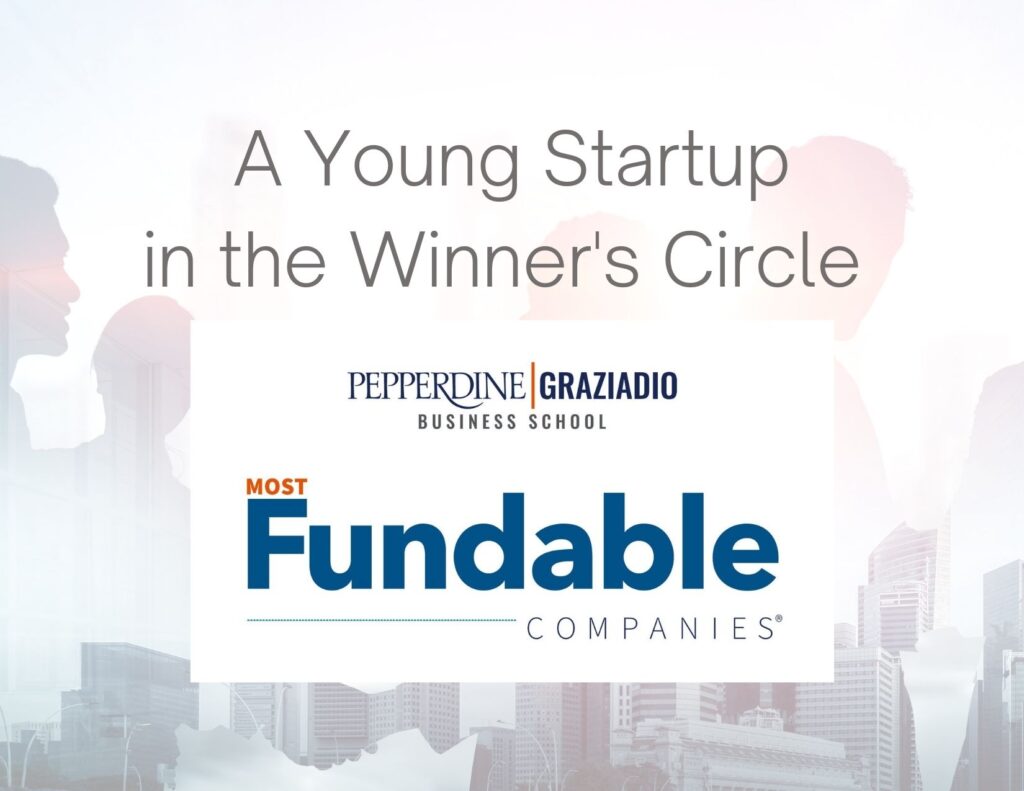 A Young Startup
in the Winner's Circle
PEPPERDINE | GRAZIADIO
BUSINESS SCHOOL
MOST
Fundable
COMPANIES®